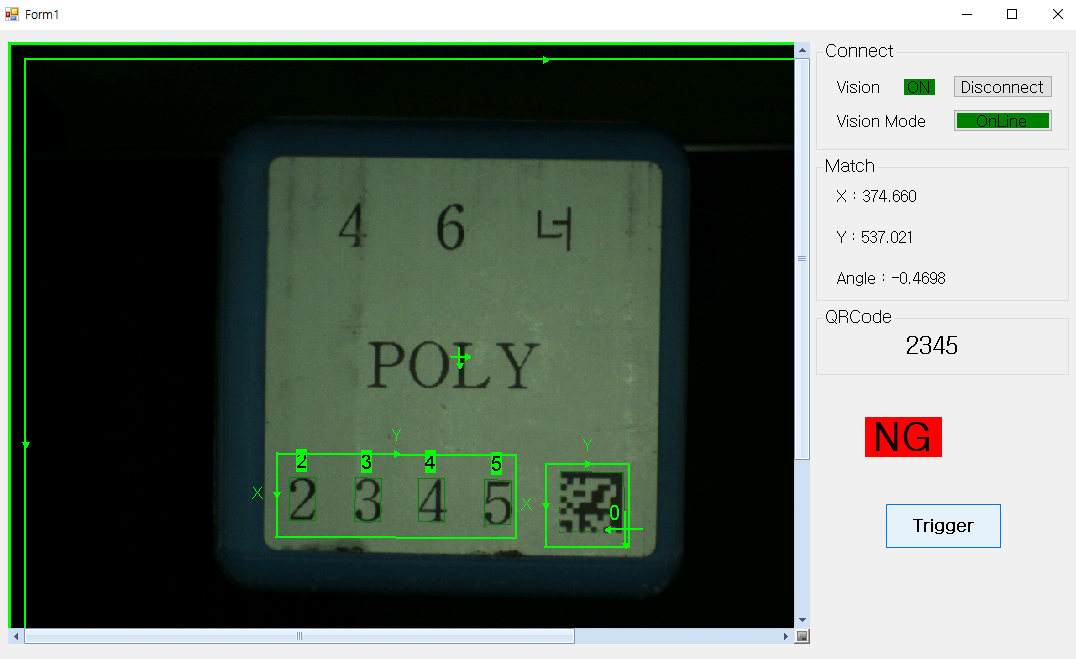 Form1
Connect
Vision ON Disconnect
Vision Mode OnLine
Match
X : 374.660
Y : 537.021
Angle : -0.4698
QRCode
2345
NG
Trigger
4 6 너
POLY
Y
2 3 4 5
X
2 3 4 5
Y
X
0